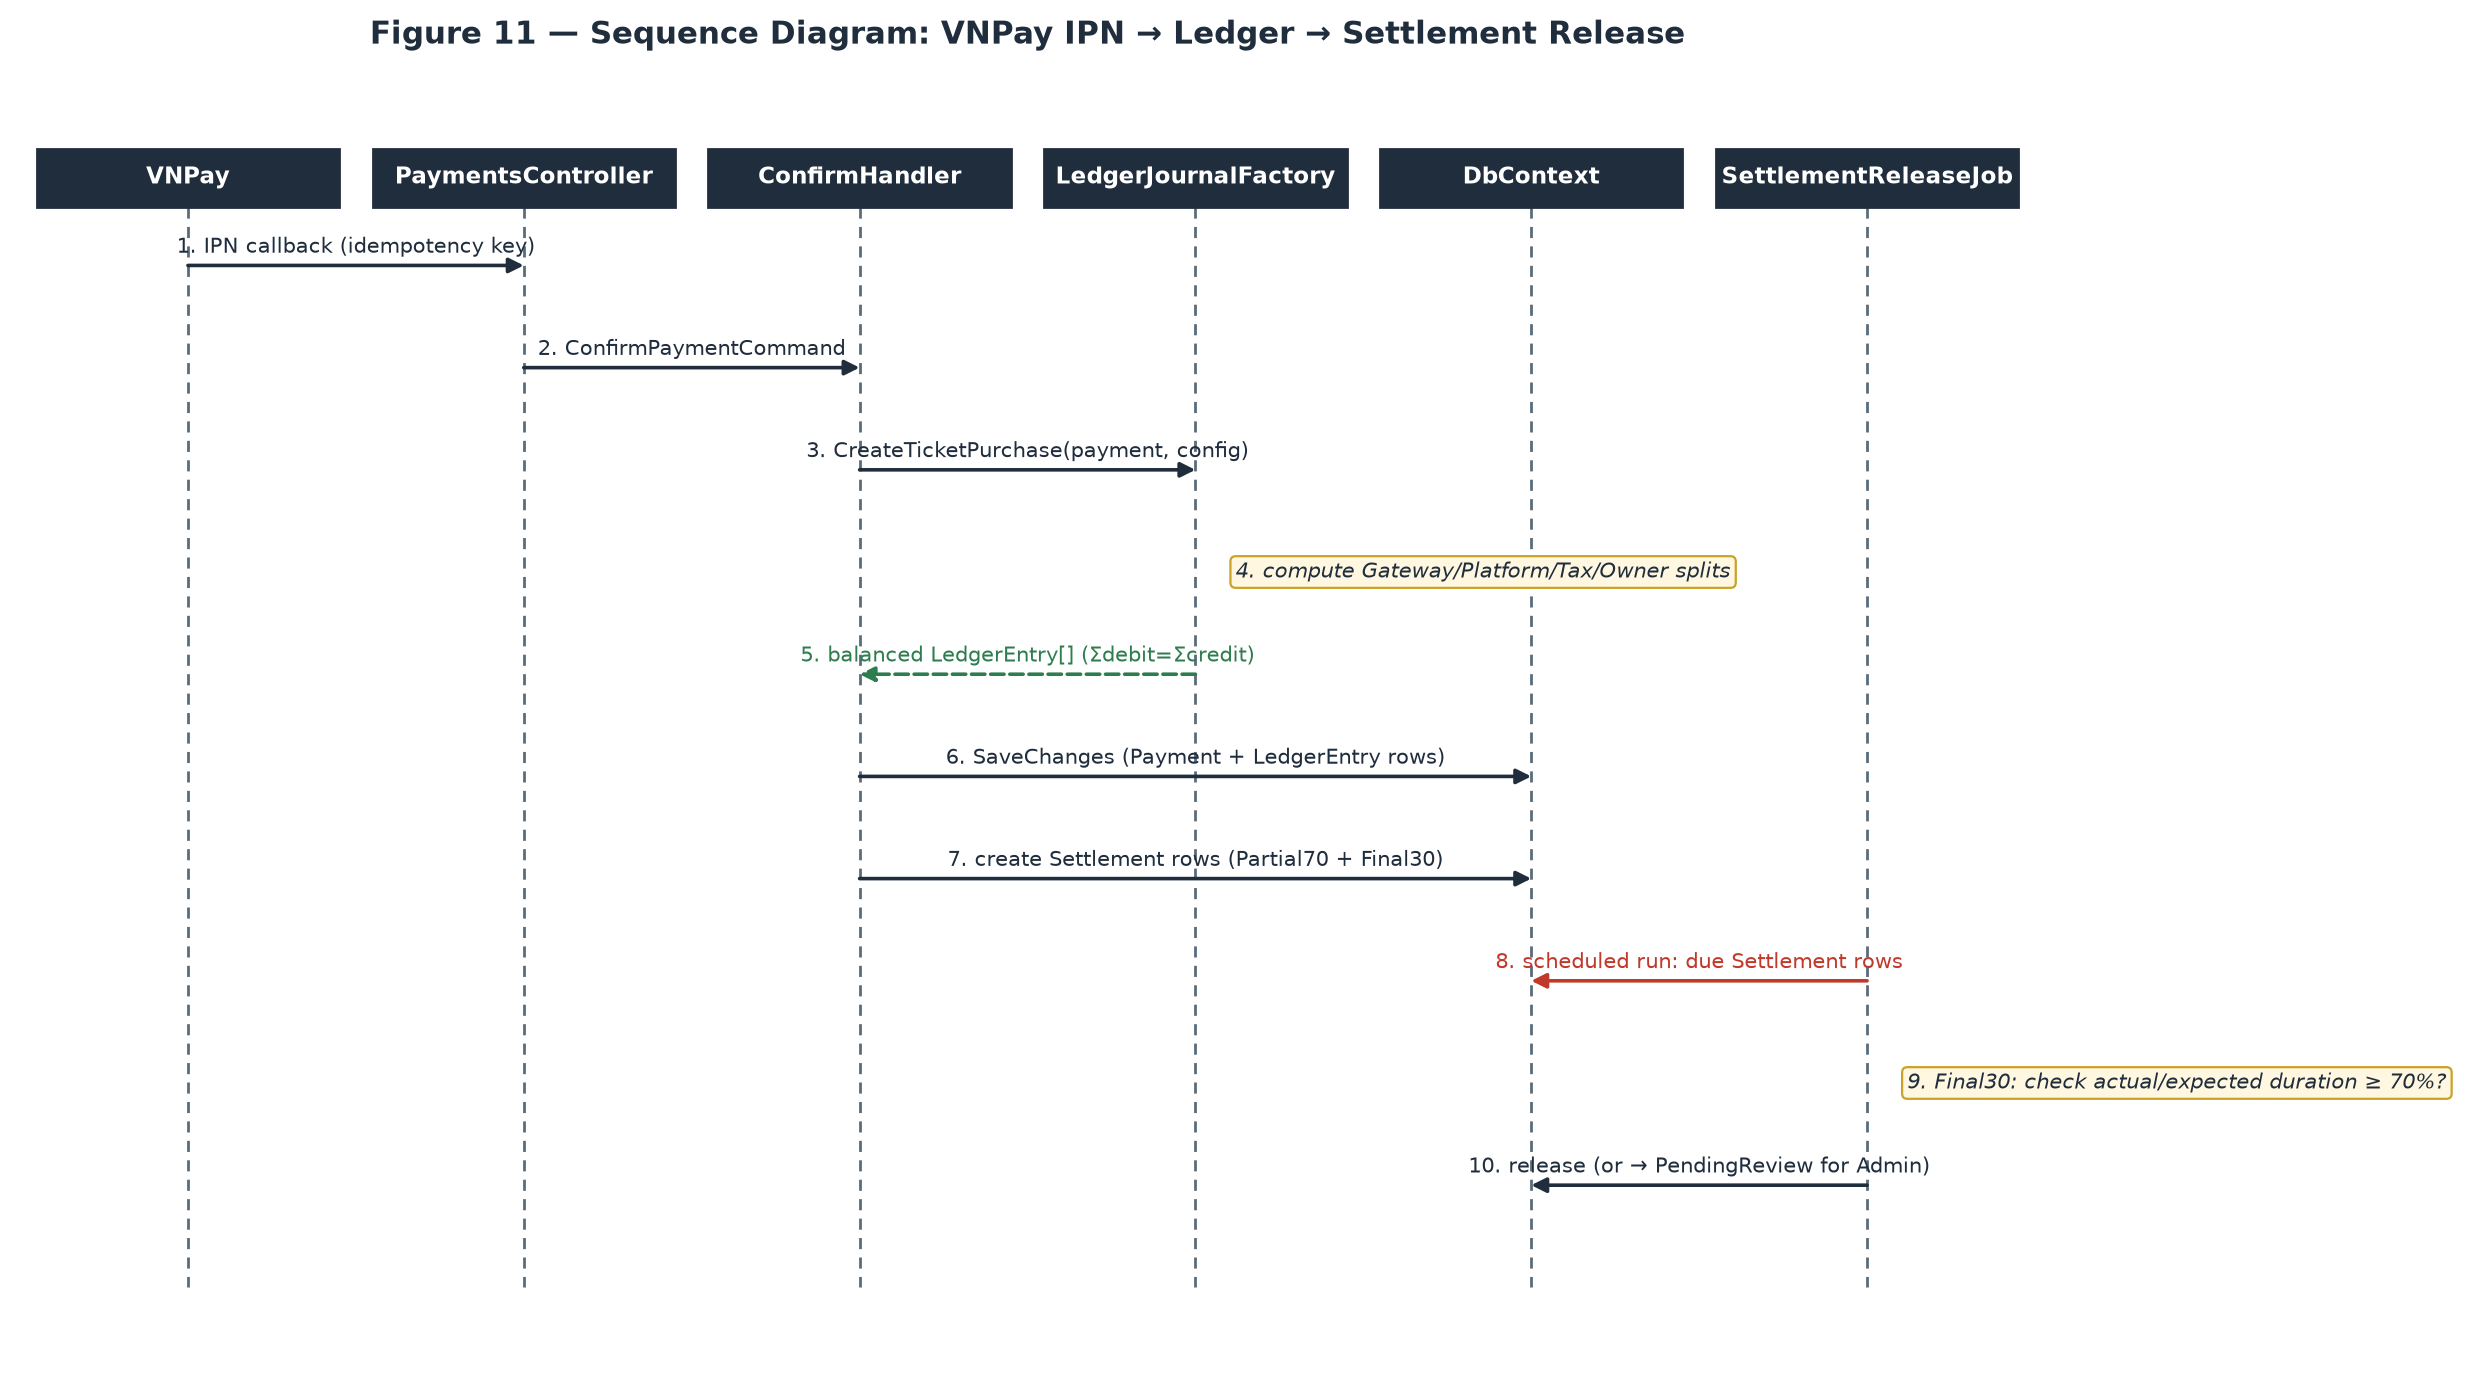 Figure 11 — Sequence Diagram: VNPay IPN → Ledger → Settlement Release
VNPay
PaymentsController
ConfirmHandler
LedgerJournalFactory
DbContext
SettlementReleaseJob
1. IPN callback (idempotency key)
2. ConfirmPaymentCommand
3. CreateTicketPurchase(payment, config)
4. compute Gateway/Platform/Tax/Owner splits
5. balanced LedgerEntry[] (Σdebit=Σcredit)
6. SaveChanges (Payment + LedgerEntry rows)
7. create Settlement rows (Partial70 + Final30)
8. scheduled run: due Settlement rows
9. Final30: check actual/expected duration ≥ 70%?
10. release (or → PendingReview for Admin)